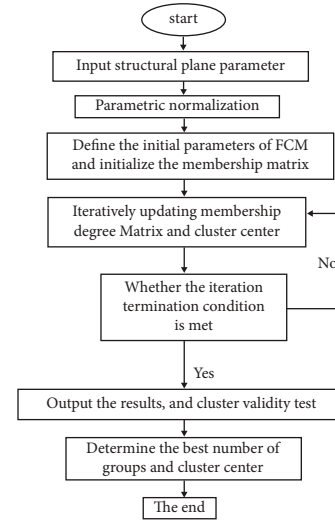 start
Input structural plane parameter
Parametric normalization
Define the initial parameters of FCM
and initialize the membership matrix
Iteratively updating membership
degree Matrix and cluster center
No
Whether the iteration
termination condition
is met
Yes
Output the results, and cluster validity test
Determine the best number of
groups and cluster center
The end